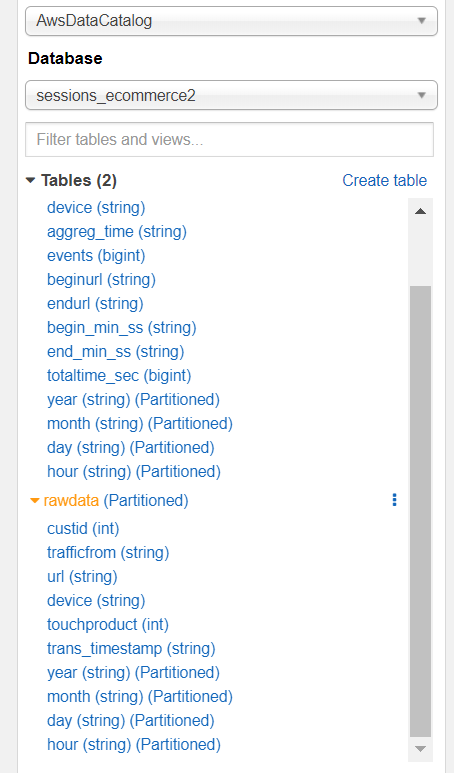 AwsDataCatalog
Database
sessions_ecommerce2
Filter tables and views...
Tables (2) Create table
device (string)
aggreg_time (string)
events (bigint)
beginurl (string)
endurl (string)
begin_min_ss (string)
end_min_ss (string)
totaltime_sec (bigint)
year (string) (Partitioned)
month (string) (Partitioned)
day (string) (Partitioned)
hour (string) (Partitioned)
rawdata (Partitioned)
custid (int)
trafficfrom (string)
url (string)
device (string)
touchproduct (int)
trans_timestamp (string)
year (string) (Partitioned)
month (string) (Partitioned)
day (string) (Partitioned)
hour (string) (Partitioned)